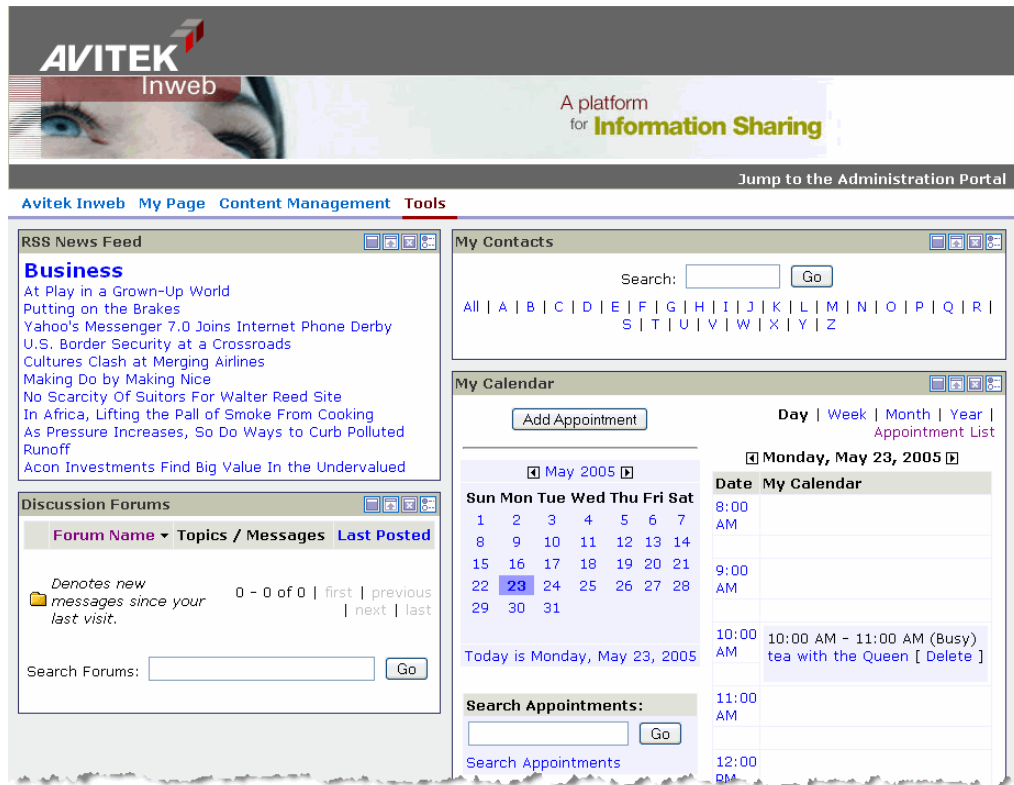 AVITEK
Inweb
A platform
for Information Sharing
Jump to the Administration Portal
Avitek Inweb My Page Content Management Tools
RSS News Feed
Business
At Play in a Grown-Up World
Putting on the Brakes
Yahoo's Messenger 7.0 Joins Internet Phone Derby
U.S. Border Security at a Crossroads
Cultures Clash at Merging Airlines
Making Do by Making Nice
No Scarcity Of Suitors For Walter Reed Site
In Africa, Lifting the Pall of Smoke From Cooking
As Pressure Increases, So Do Ways to Curb Polluted
Runoff
Acon Investments Find Big Value In the Undervalued
Discussion Forums
Forum Name Topics / Messages Last Posted
Denotes new
messages since your
last visit.
0 - 0 of 0 | first | previous
| next | last
Search Forums: Go
My Contacts
Search: Go
All | A | B | C | D | E | F | G | H | I | J | K | L | M | N | O | P | Q | R |
S | T | U | V | W | X | Y | Z
My Calendar
Add Appointment
May 2005
Sun Mon Tue Wed Thu Fri Sat
1 2 3 4 5 6 7
8 9 10 11 12 13 14
15 16 17 18 19 20 21
22 23 24 25 26 27 28
29 30 31
Today is Monday, May 23, 2005
Search Appointments:
Go
Search Appointments
Day | Week | Month | Year |
Appointment List
Monday, May 23, 2005
Date My Calendar
8:00
AM
9:00
AM
10:00
AM
10:00 AM - 11:00 AM (Busy)
tea with the Queen [ Delete ]
11:00
AM
12:00
PM